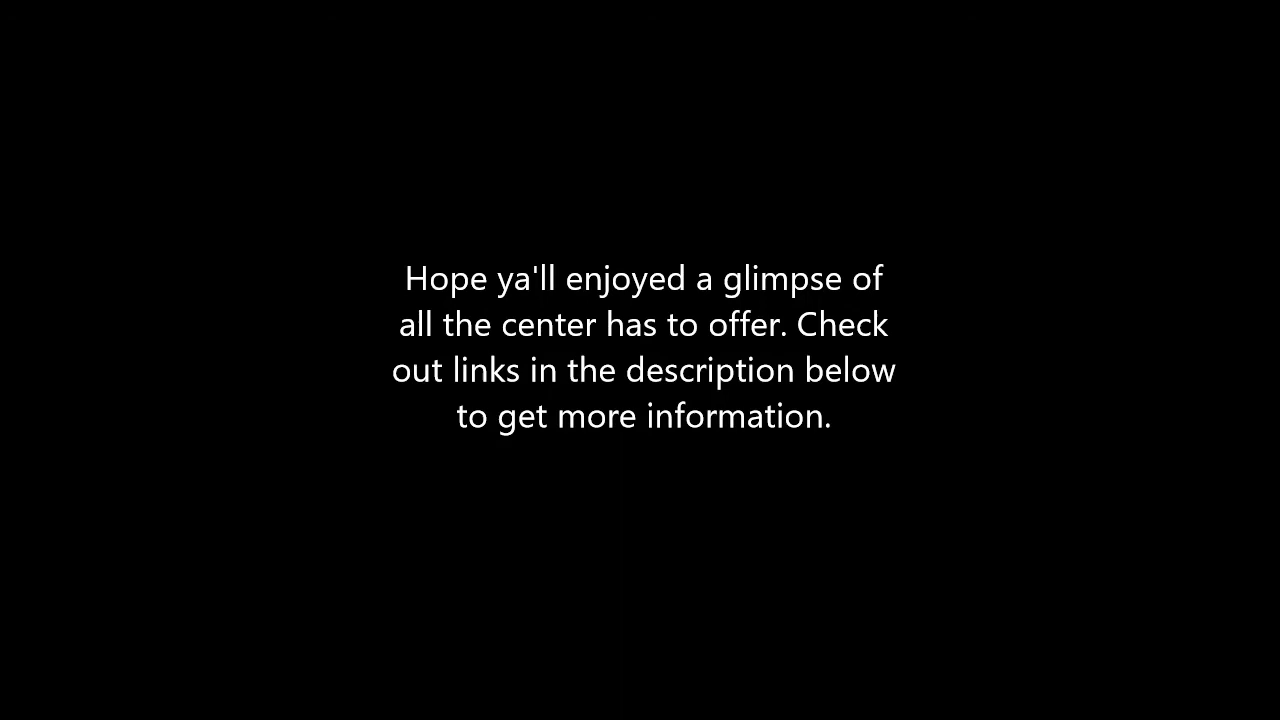 Hope ya'll enjoyed a glimpse of
all the center has to offer. Check
out links in the description below
to get more information.